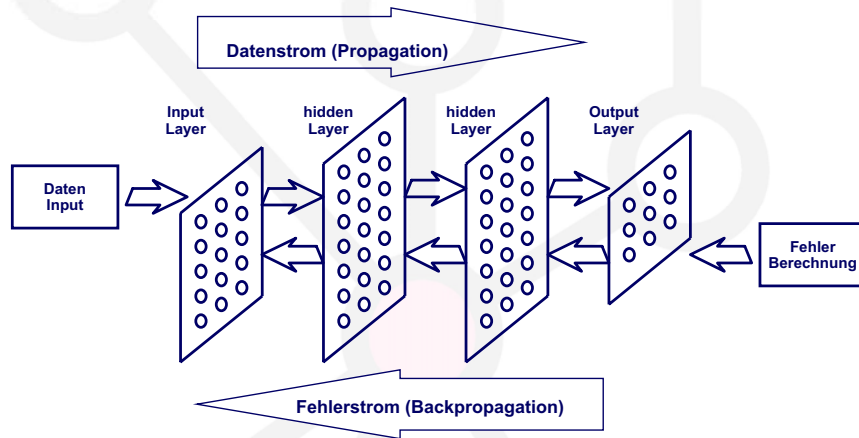 Datenstrom (Propagation)
Input
Layer
hidden
Layer
hidden
Layer
Output
Layer
Daten
Input
Fehler
Berechnung
Fehlerstrom (Backpropagation)